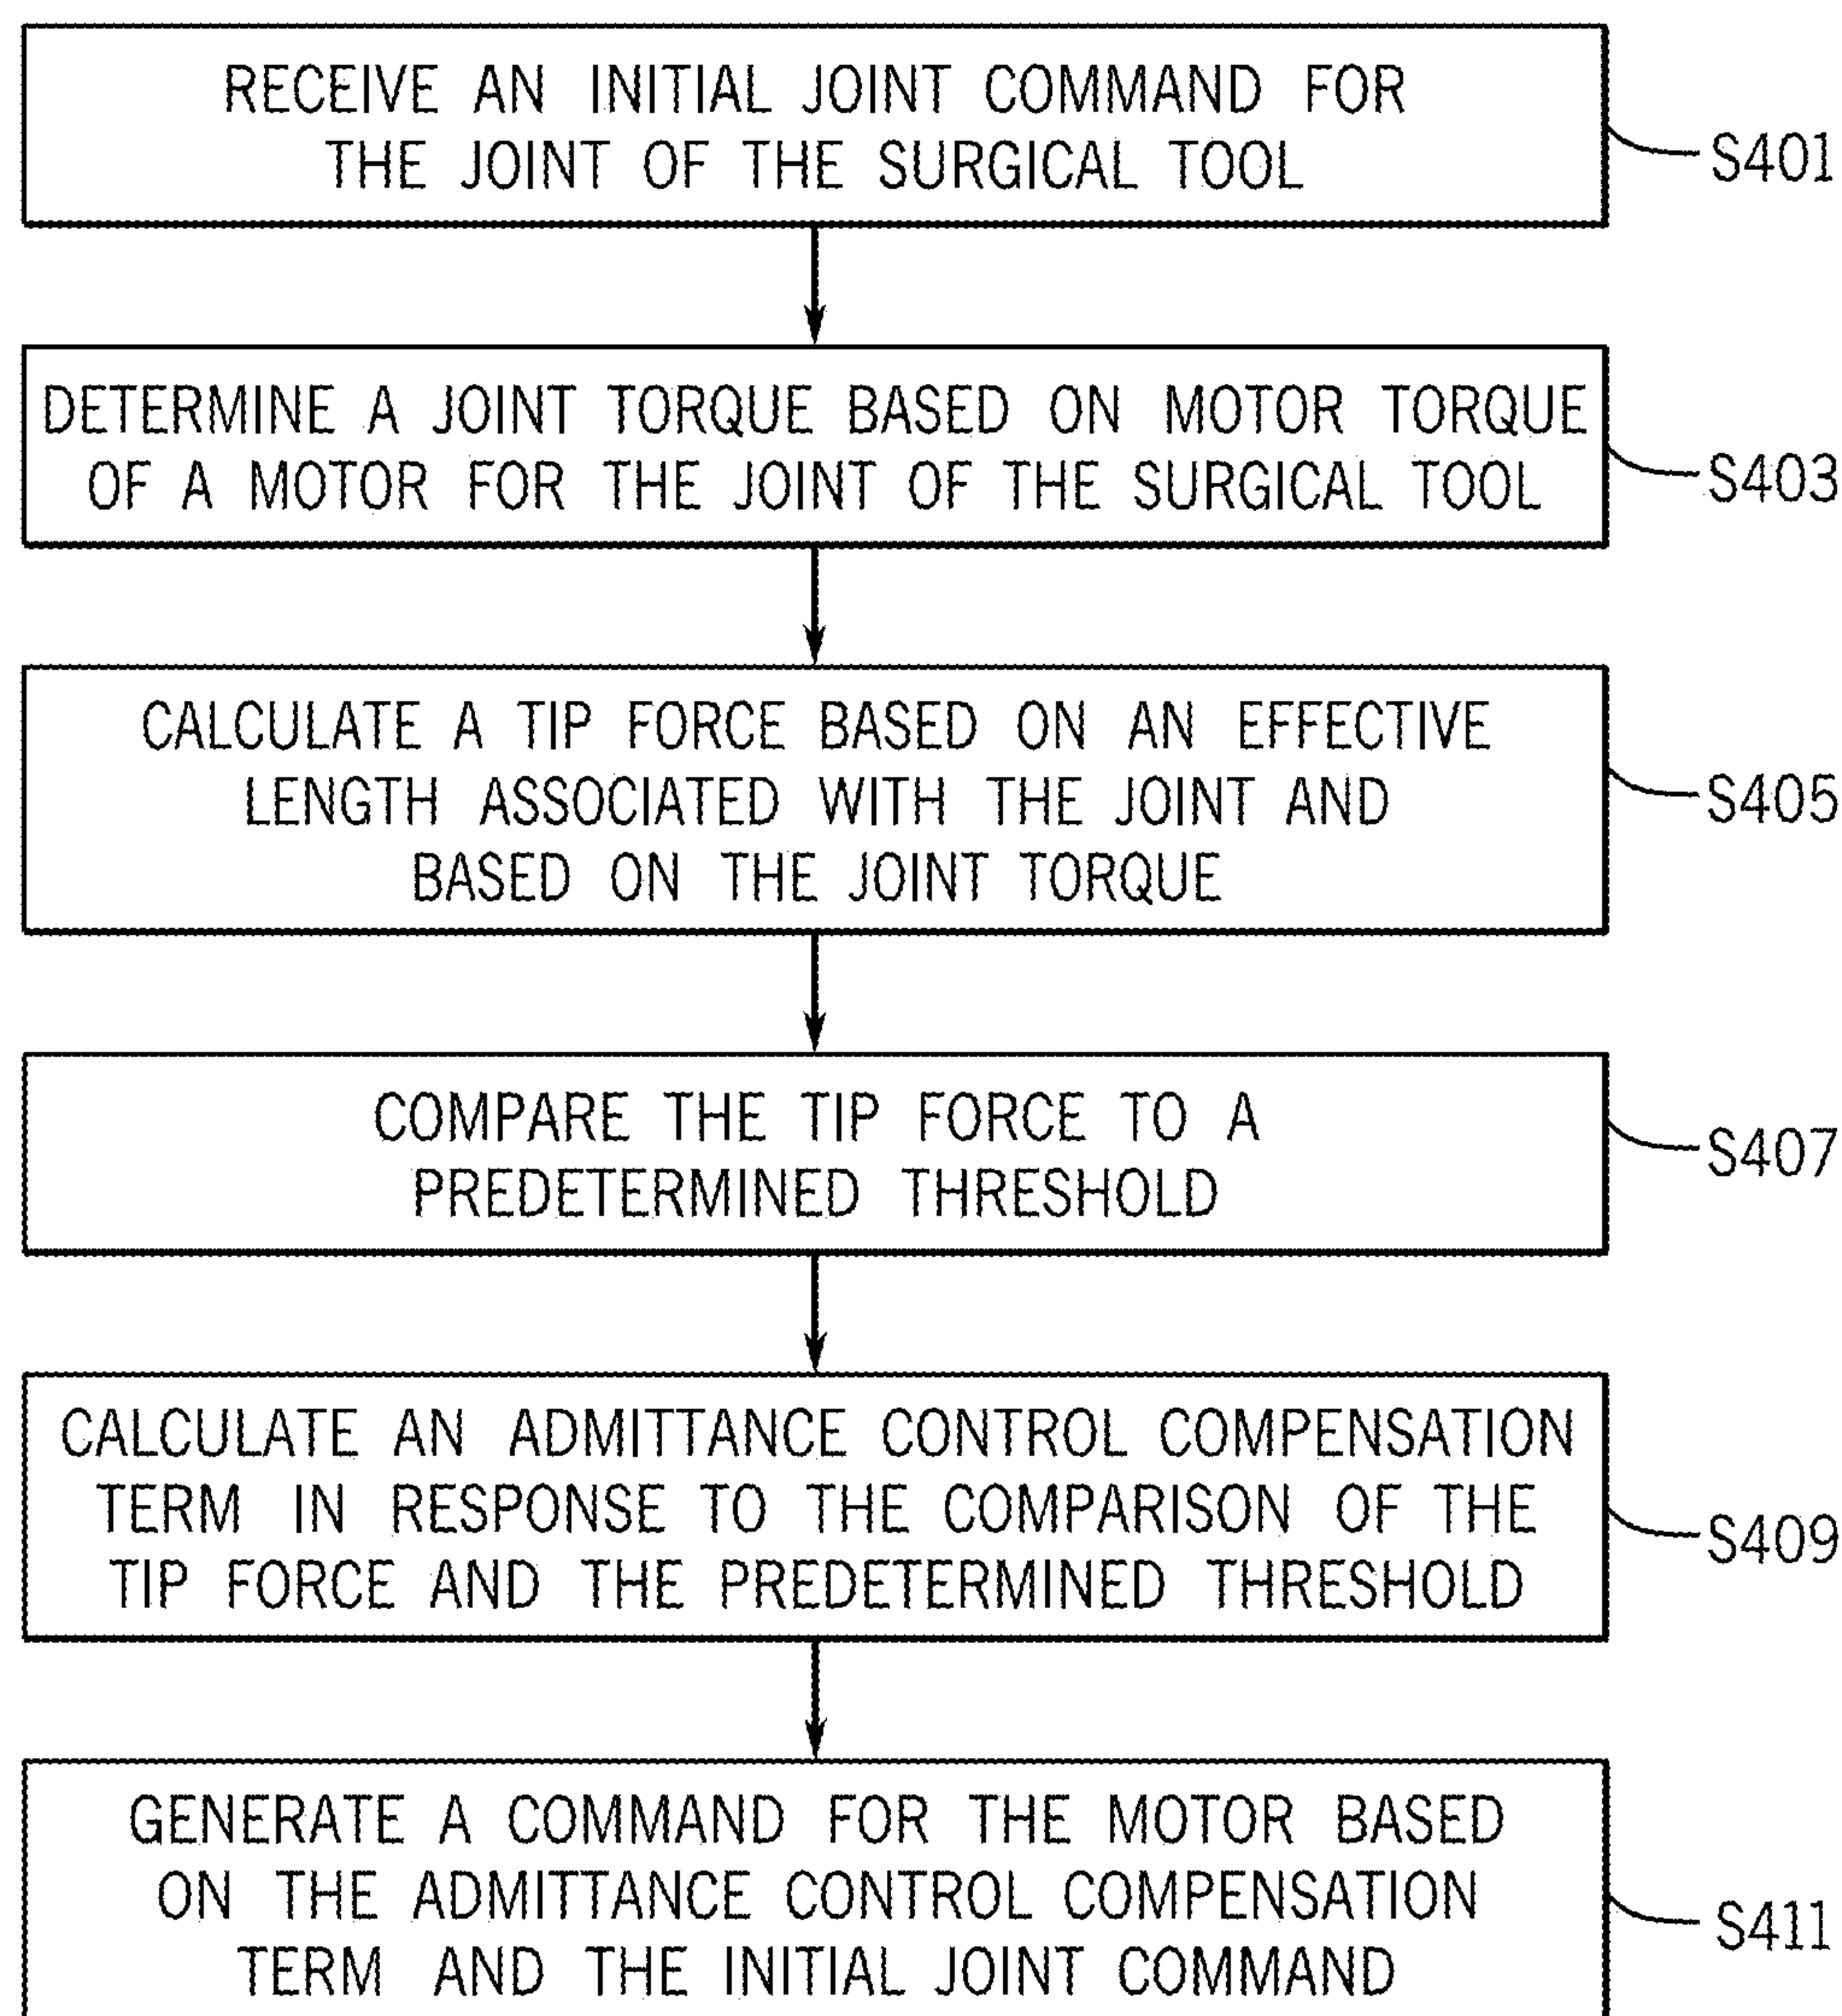 RECEIVE AN INITIAL JOINT COMMAND FOR
THE JOINT OF THE SURGICAL TOOL
S401
DETERMINE A JOINT TORQUE BASED ON MOTOR TORQUE
OF A MOTOR FOR THE JOINT OF THE SURGICAL TOOL
S403
CALCULATE A TIP FORCE BASED ON AN EFFECTIVE
LENGTH ASSOCIATED WITH THE JOINT AND
BASED ON THE JOINT TORQUE
S405
COMPARE THE TIP FORCE TO A
PREDETERMINED THRESHOLD
S407
CALCULATE AN ADMITTANCE CONTROL COMPENSATION
TERM IN RESPONSE TO THE COMPARISON OF THE
TIP FORCE AND THE PREDETERMINED THRESHOLD
S409
GENERATE A COMMAND FOR THE MOTOR BASED
ON THE ADMITTANCE CONTROL COMPENSATION
TERM AND THE INITIAL JOINT COMMAND
S411